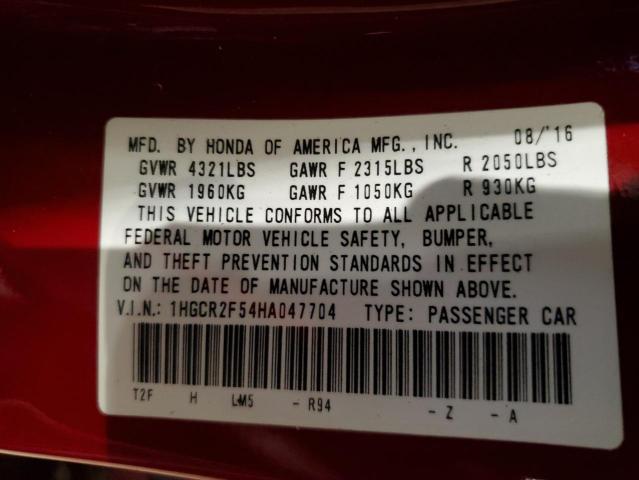 MFD. BY HONDA OF AMERICA MFG., INC. 08/'16
GVWR 4321LBS GAWR F 2315LBS R 2050LBS
GVWR 1960KG GAWR F 1050KG R 930KG
THIS VEHICLE CONFORMS TO ALL APPLICABLE
FEDERAL MOTOR VEHICLE SAFETY, BUMPER,
AND THEFT PREVENTION STANDARDS IN EFFECT
ON THE DATE OF MANUFACTURE SHOWN ABOVE.
V.I.N.: 1HGCR2F54HA047704 TYPE: PASSENGER CAR
T2F H LM5 - R94 - Z - A